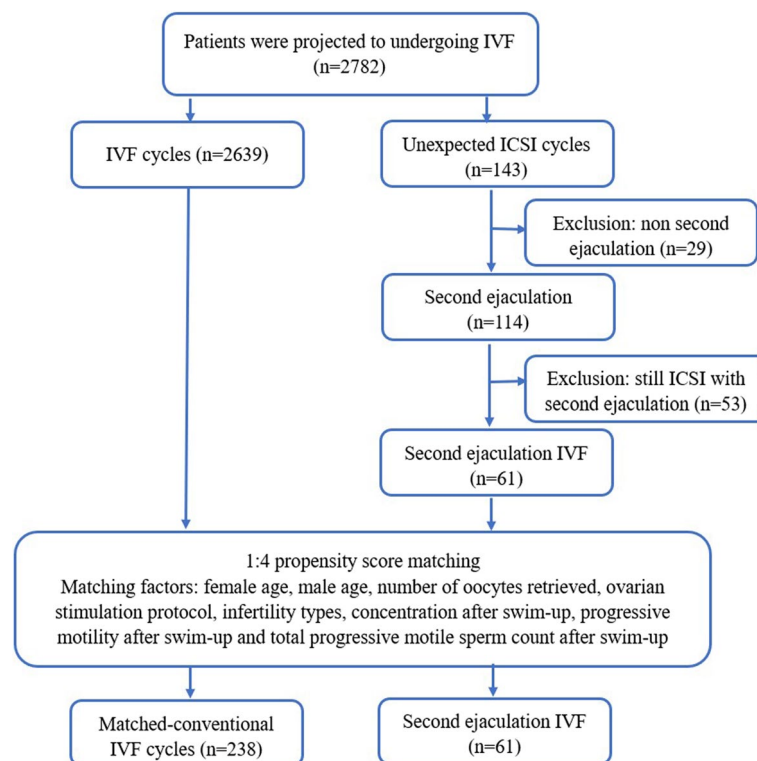 Patients were projected to undergoing IVF
(n=2782)
IVF cycles (n=2639)
Unexpected ICSI cycles
(n=143)
Exclusion: non second
ejaculation (n=29)
Second ejaculation
(n=114)
Exclusion: still ICSI with
second ejaculation (n=53)
Second ejaculation IVF
(n=61)
1:4 propensity score matching
Matching factors: female age, male age, number of oocytes retrieved, ovarian
stimulation protocol, infertility types, concentration after swim-up, progressive
motility after swim-up and total progressive motile sperm count after swim-up
Matched-conventional
IVF cycles (n=238)
Second ejaculation IVF
(n=61)